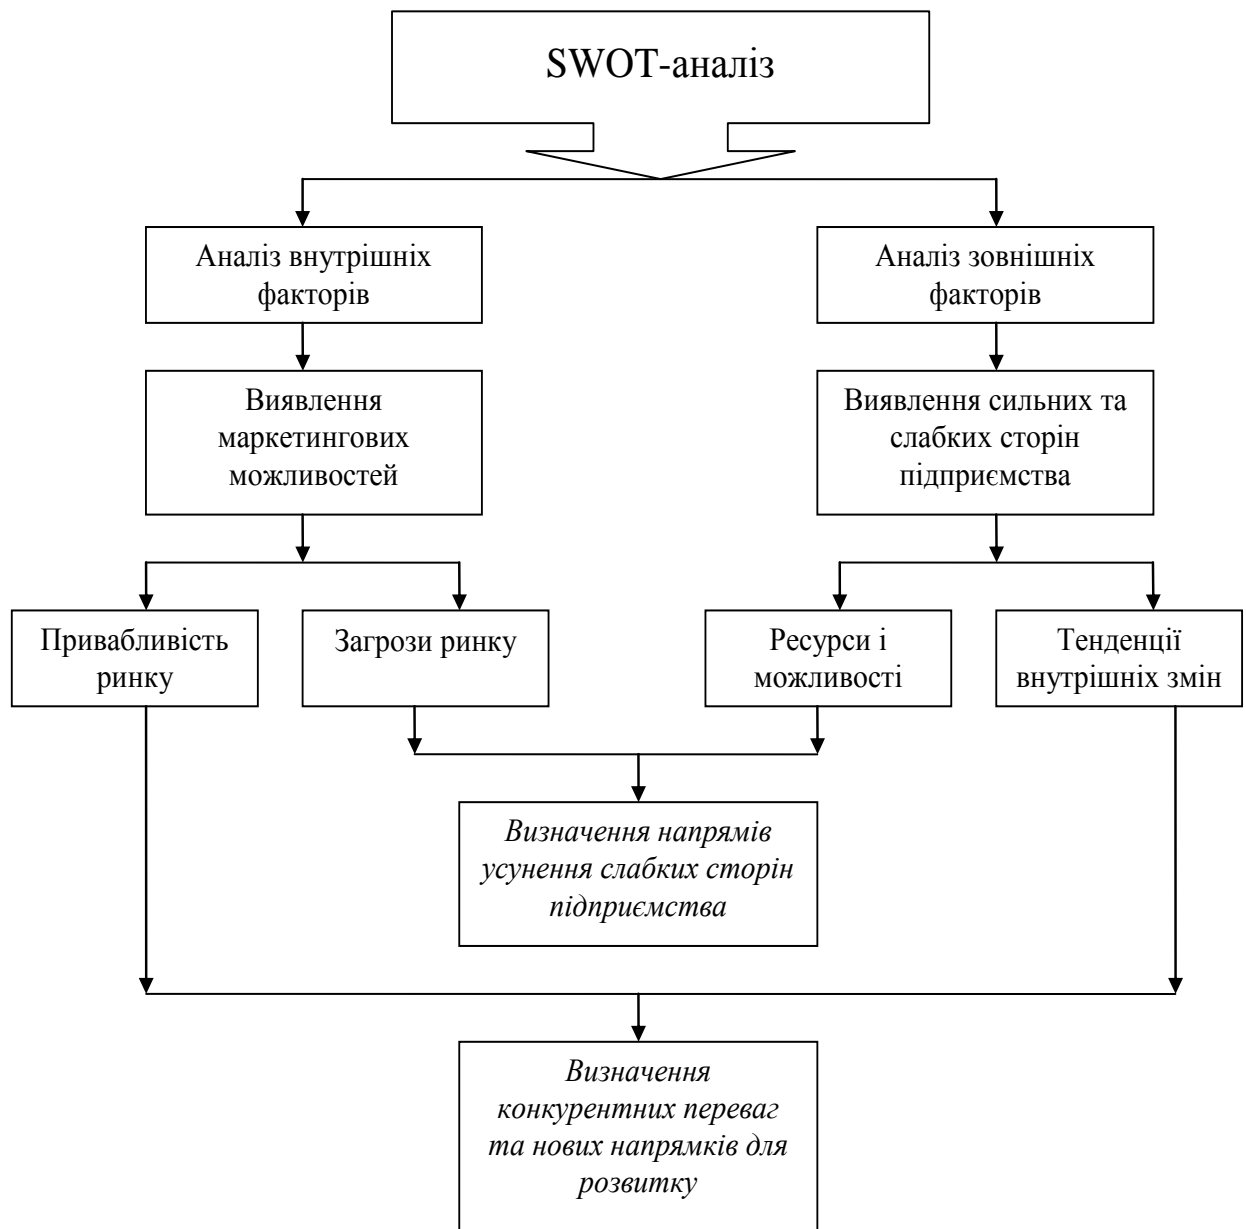 SWOT-аналіз
Аналіз внутрішніх
факторів
Аналіз зовнішніх
факторів
Виявлення
маркетингових
можливостей
Виявлення сильних та
слабких сторін
підприємства
Привабливість
ринку
Загрози ринку
Ресурси і
можливості
Тенденції
внутрішніх змін
Визначення напрямів
усунення слабких сторін
підприємства
Визначення
конкурентних переваг
та нових напрямків для
розвитку